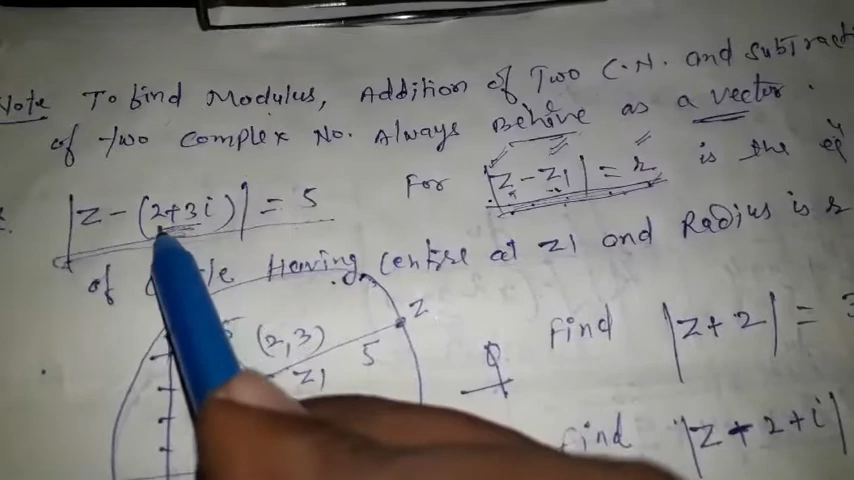 Note To find Modulus, Addition of Two C.N. and subtracti
of two complex No. Always Behave as a vector.
|z - (2+3i)| = 5 For |z - z1| = r is the eq
of Having Centre at z1 and Radius is r
z
(2,3)
5
z1
Q
Find |z+2| = 3
find |z+2+i|